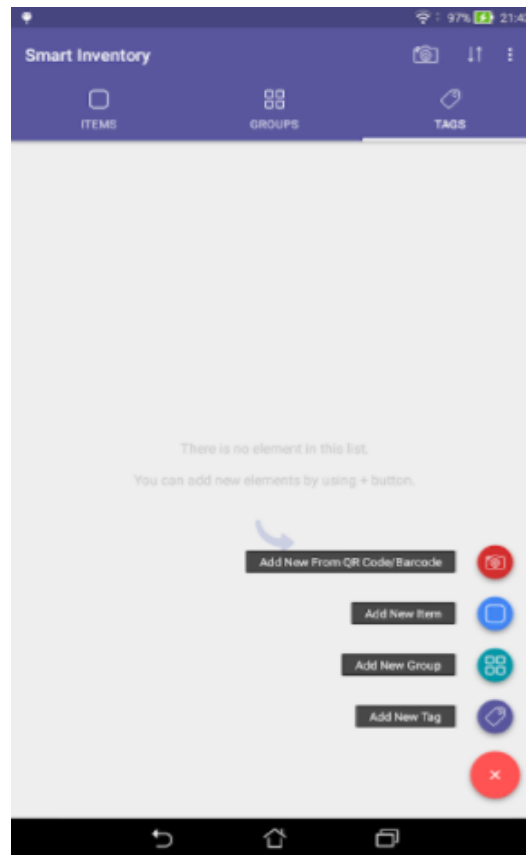 97% 21:43
Smart Inventory
ITEMS GROUPS TAGS
There is no element in this list.
You can add new elements by using + button.
Add New From QR Code/Barcode
Add New Item
Add New Group
Add New Tag